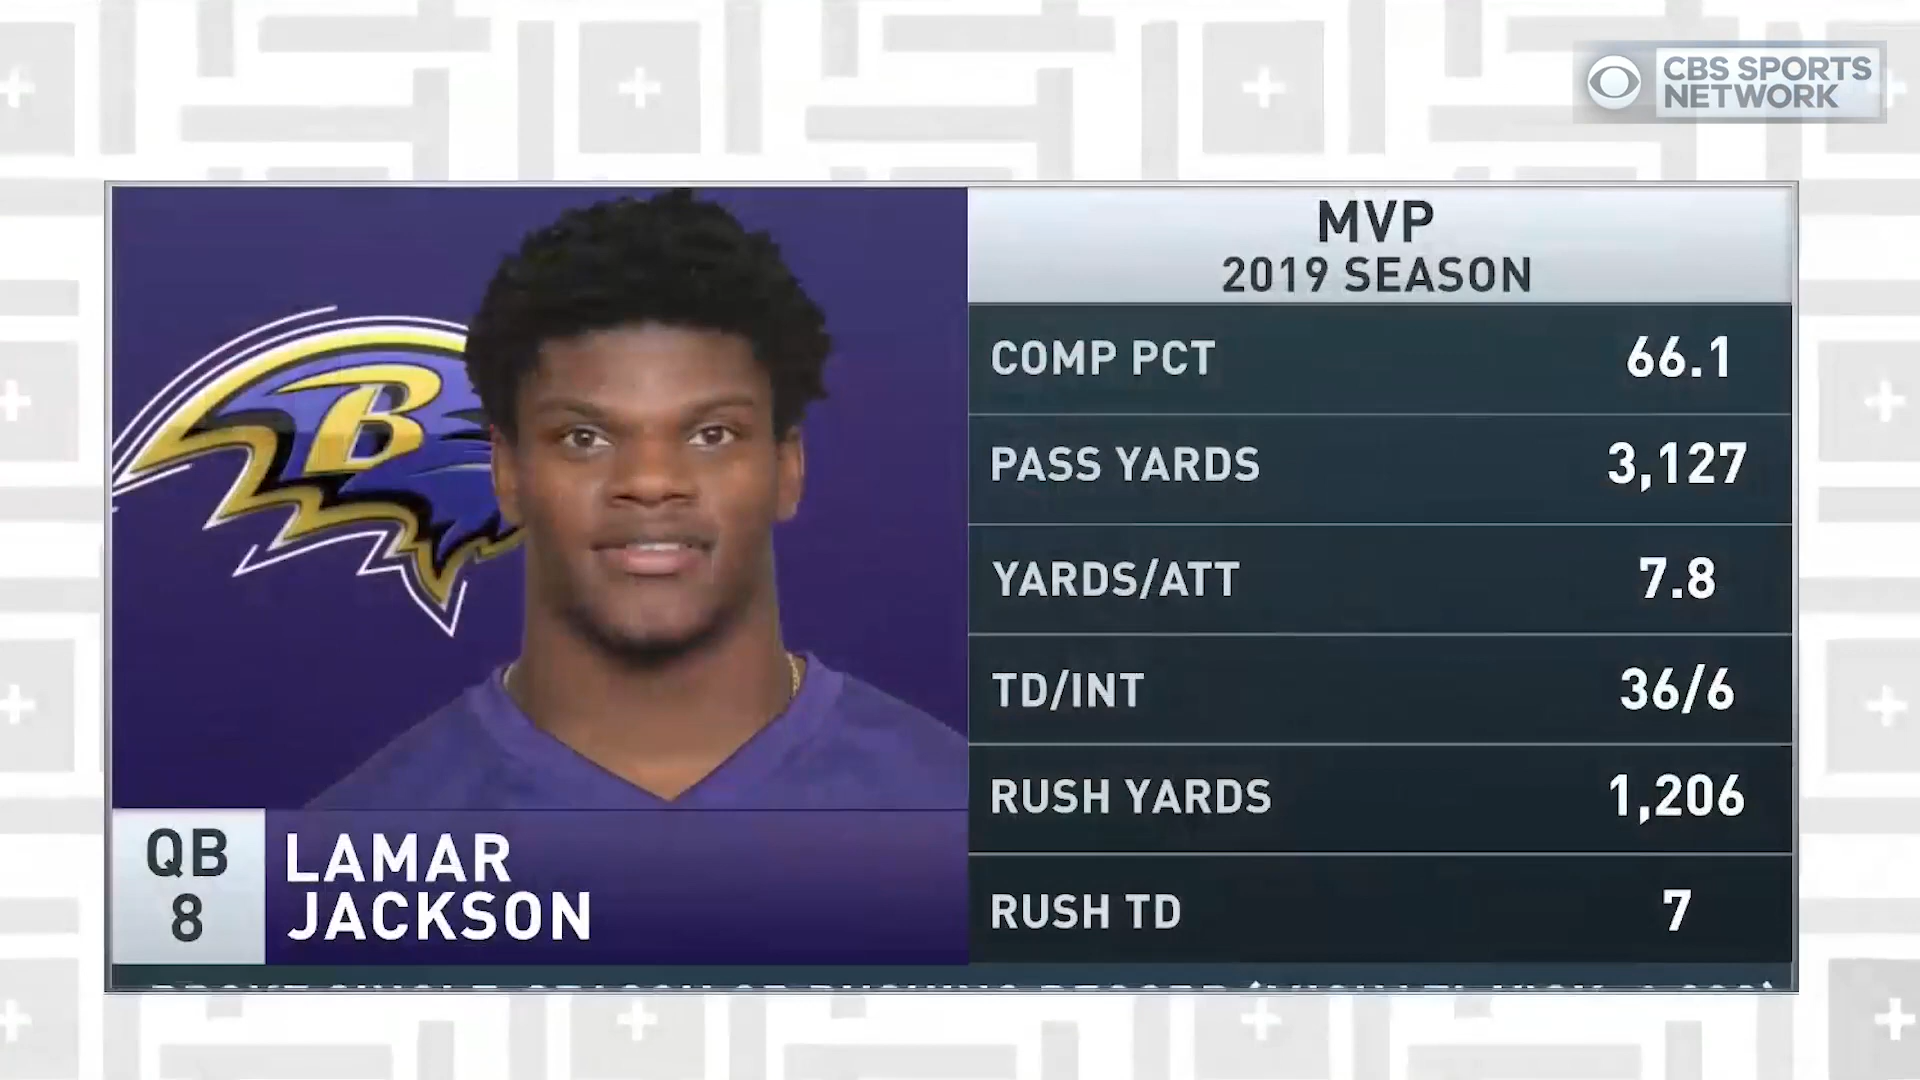 CBS SPORTS
NETWORK
MVP
2019 SEASON
COMP PCT 66.1
PASS YARDS 3,127
YARDS/ATT 7.8
TD/INT 36/6
RUSH YARDS 1,206
RUSH TD 7
B
QB
8
LAMAR
JACKSON